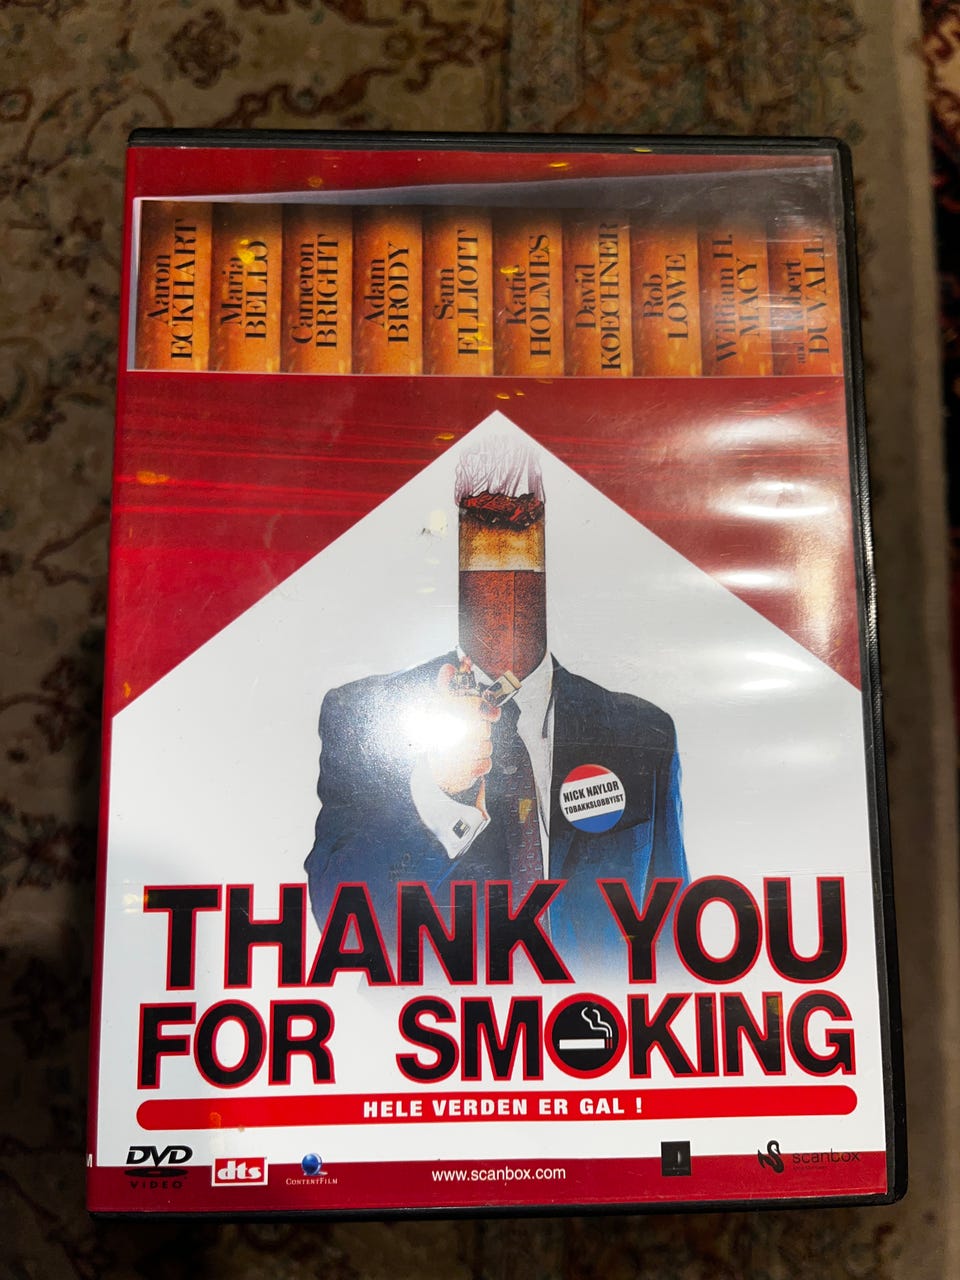 Aaron
ECKHART
Maria
BELLO
Cameron
BRIGHT
Adam
BRODY
Sam
ELLIOTT
Katie
HOLMES
David
KOECHNER
Rob
LOWE
William H.
MACY
and Robert
DUVALL
NICK NAYLOR
TOBAKKSLOBBYIST
THANK YOU
FOR SMOKING
HELE VERDEN ER GAL !
DVD
VIDEO
dts
CONTENTFILM
www.scanbox.com
scanbox